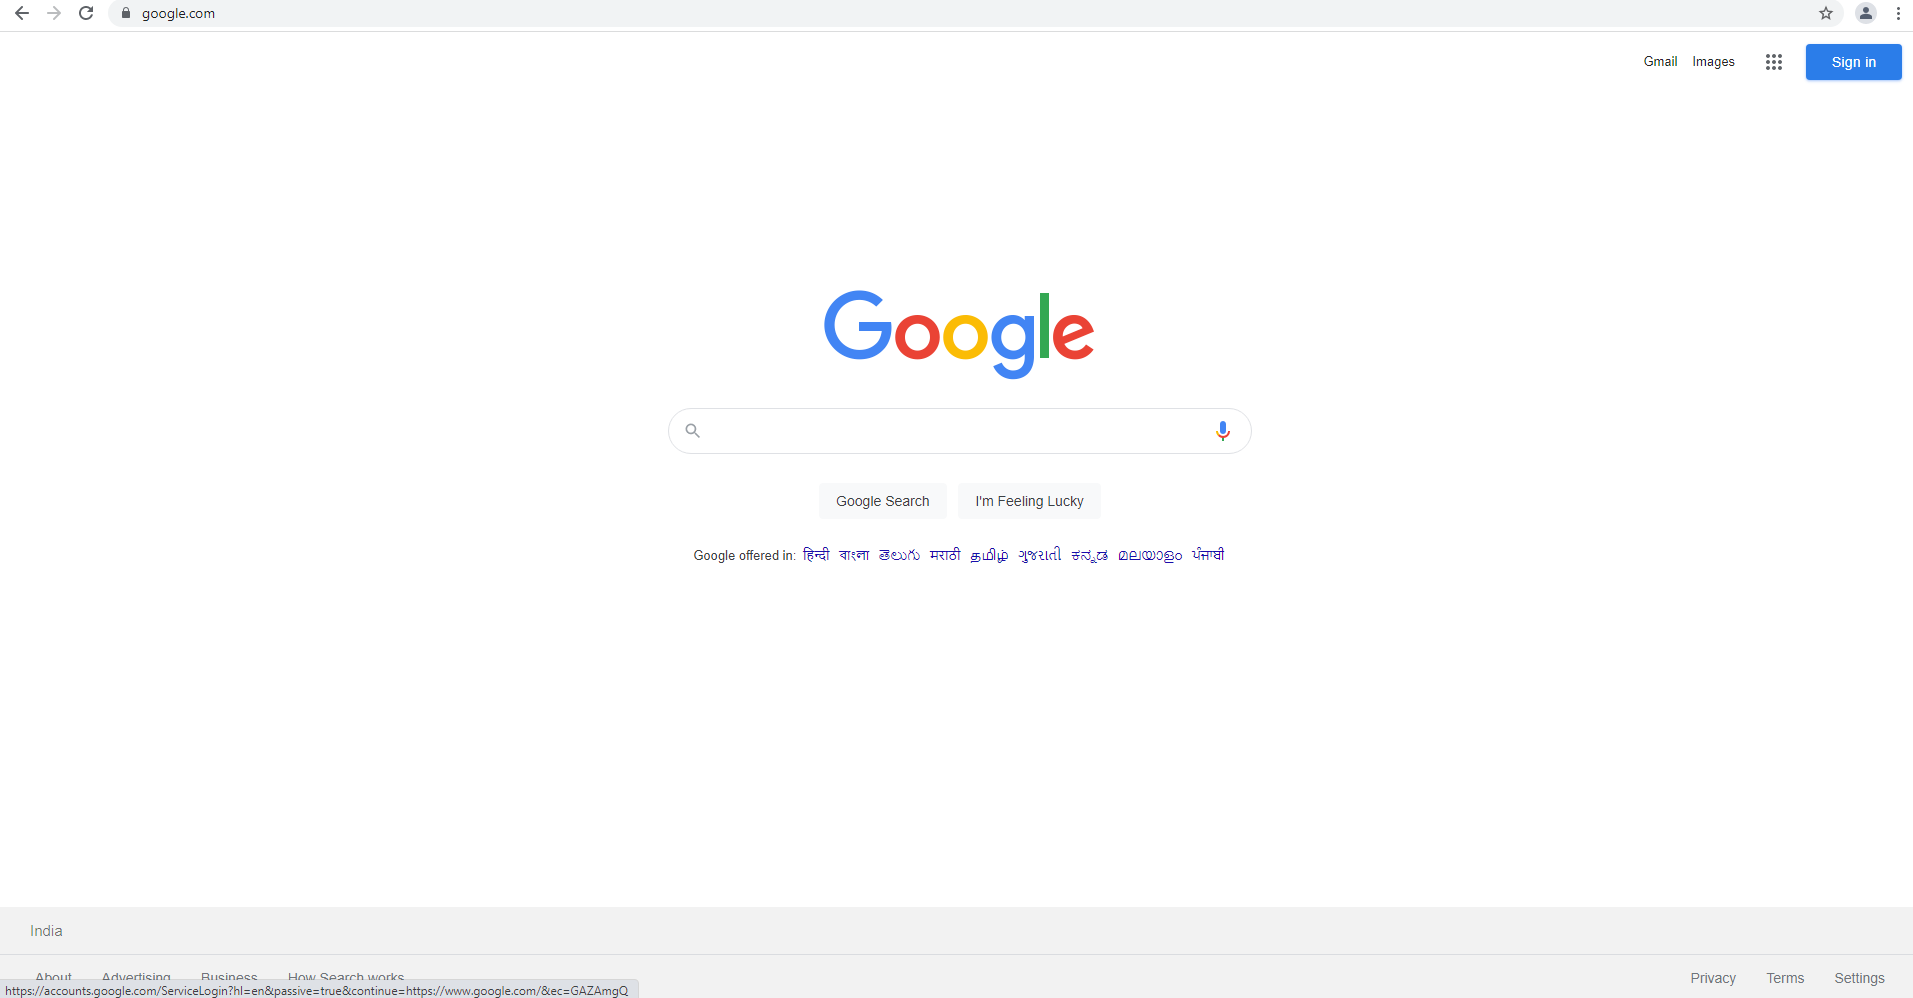 google.com
Gmail Images Sign in
Google
Google Search I'm Feeling Lucky
Google offered in: हिन्दी বাংলা తెలుగు मराठी தமிழ் ગુજરાતી ಕನ್ನಡ മലയാളം ਪੰਜਾਬੀ
India
About Advertising Business How Search works Privacy Terms Settings
https://accounts.google.com/ServiceLogin?hl=en&passive=true&continue=https://www.google.com/&ec=GAZAmgQ